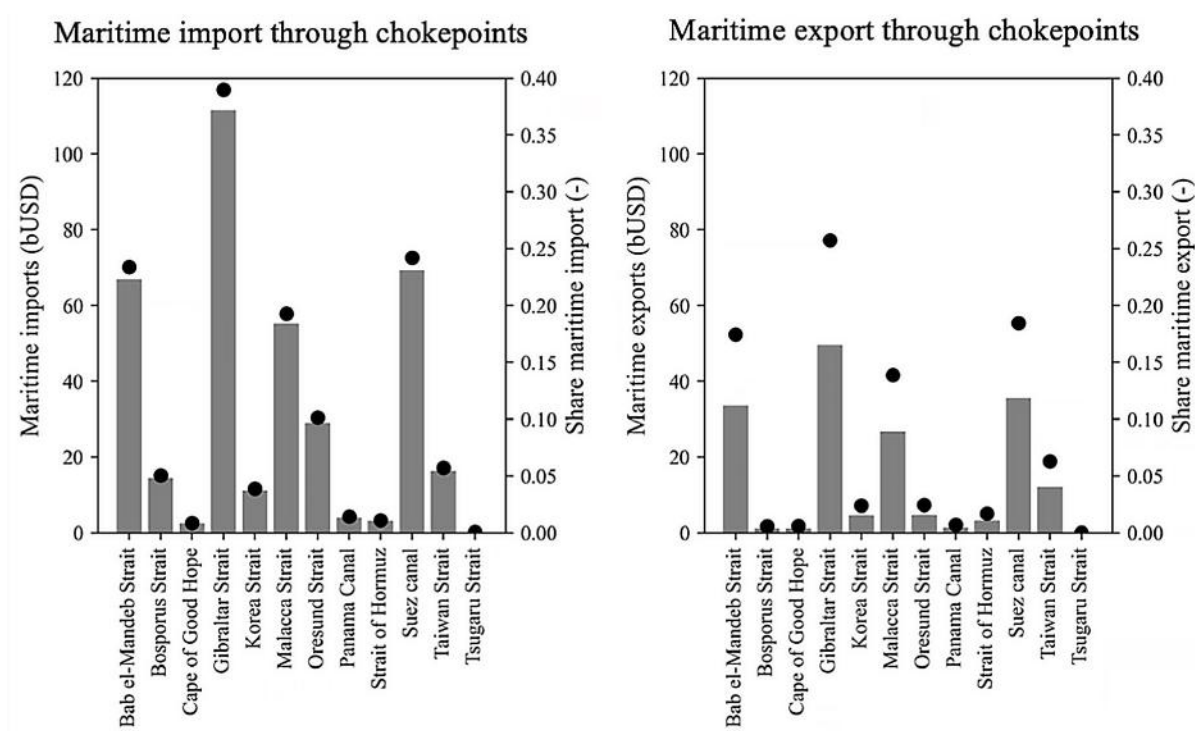 Maritime import through chokepoints
120
100
80
60
40
20
0
Maritime imports (bUSD)
0.40
0.35
0.30
0.25
0.20
0.15
0.10
0.05
0.00
Share maritime import (-)
Bab el-Mandeb Strait
Bosporus Strait
Cape of Good Hope
Gibraltar Strait
Korea Strait
Malacca Strait
Oresund Strait
Panama Canal
Strait of Hormuz
Suez canal
Taiwan Strait
Tsugaru Strait
Maritime export through chokepoints
120
100
80
60
40
20
0
Maritime exports (bUSD)
0.40
0.35
0.30
0.25
0.20
0.15
0.10
0.05
0.00
Share maritime export (-)
Bab el-Mandeb Strait
Bosporus Strait
Cape of Good Hope
Gibraltar Strait
Korea Strait
Malacca Strait
Oresund Strait
Panama Canal
Strait of Hormuz
Suez canal
Taiwan Strait
Tsugaru Strait